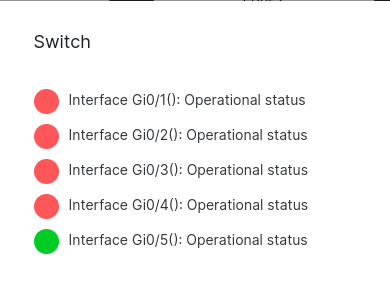 Switch
Interface Gi0/1(): Operational status
Interface Gi0/2(): Operational status
Interface Gi0/3(): Operational status
Interface Gi0/4(): Operational status
Interface Gi0/5(): Operational status